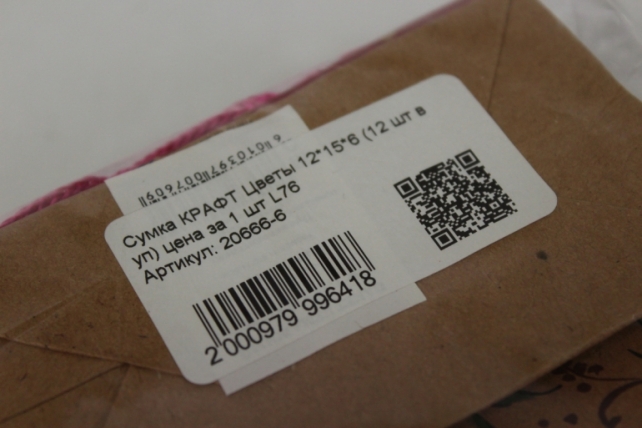 Сумка КРАФТ Цветы 12*15*6 (12 шт в
уп) цена за 1 шт L76
Артикул: 20666-6
2 000979 996418